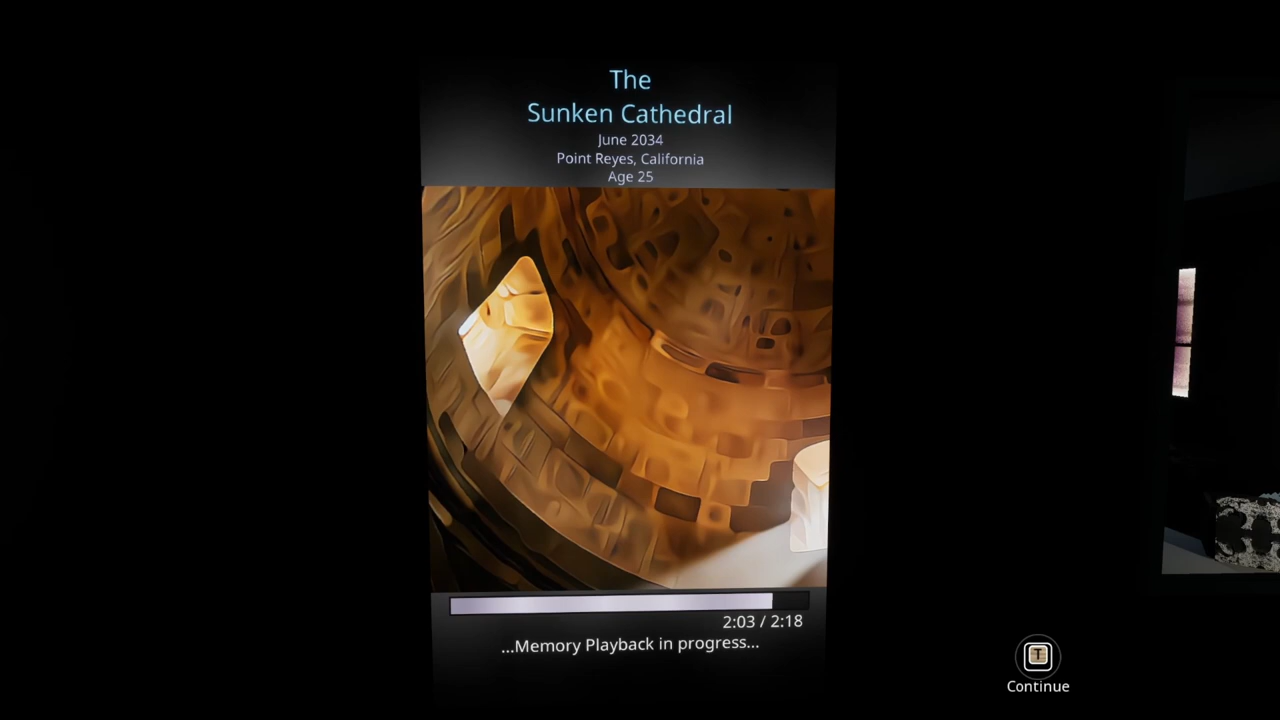 The
Sunken Cathedral
June 2034
Point Reyes, California
Age 25
2:03 / 2:18
...Memory Playback in progress...
T
Continue